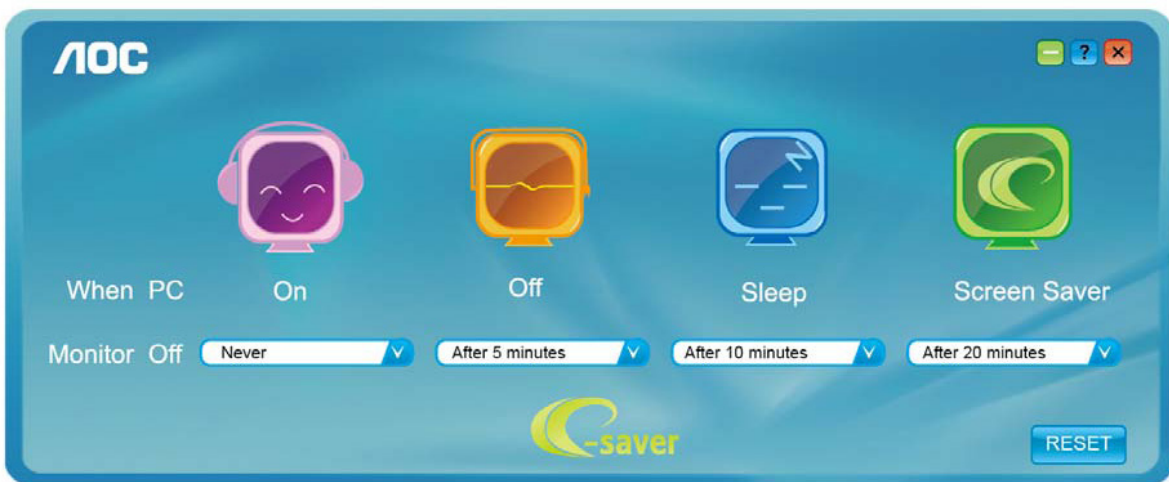 AOC
?
When PC On Off Sleep Screen Saver
Monitor Off Never After 5 minutes After 10 minutes After 20 minutes
e-saver
RESET